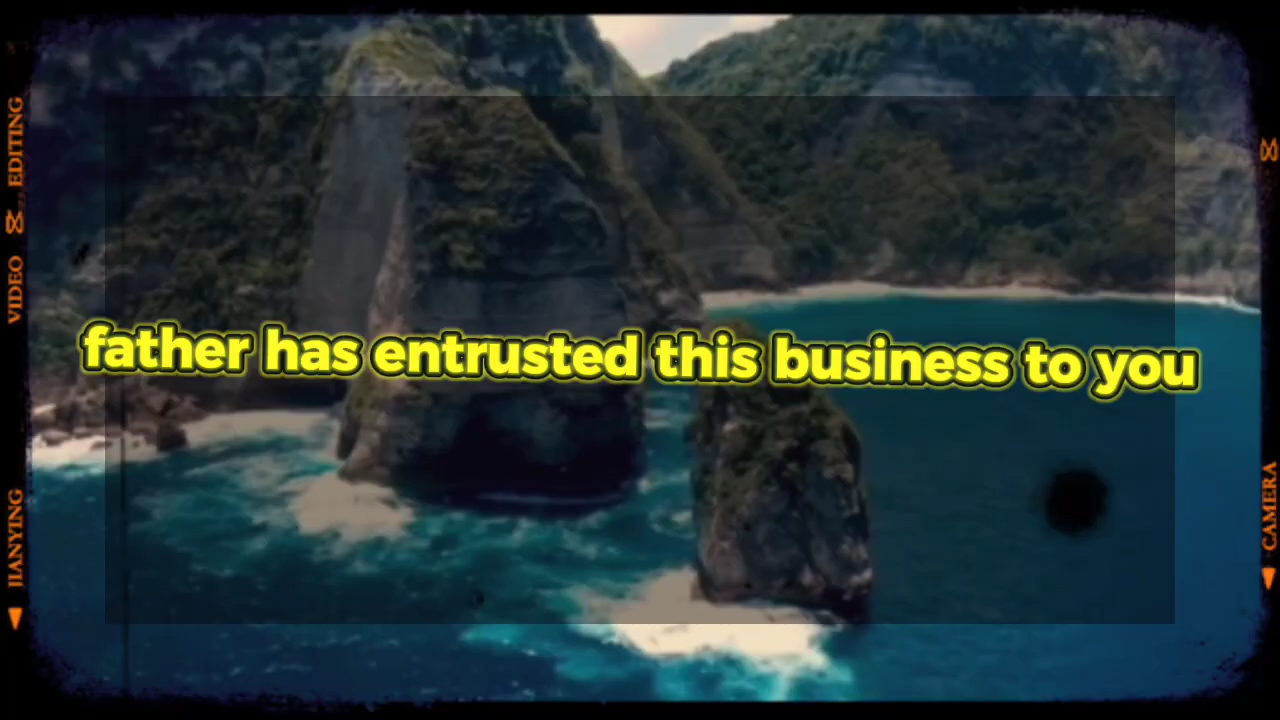 father has entrusted this business to you
VIDEO EDITING
JIANYING
CAMERA